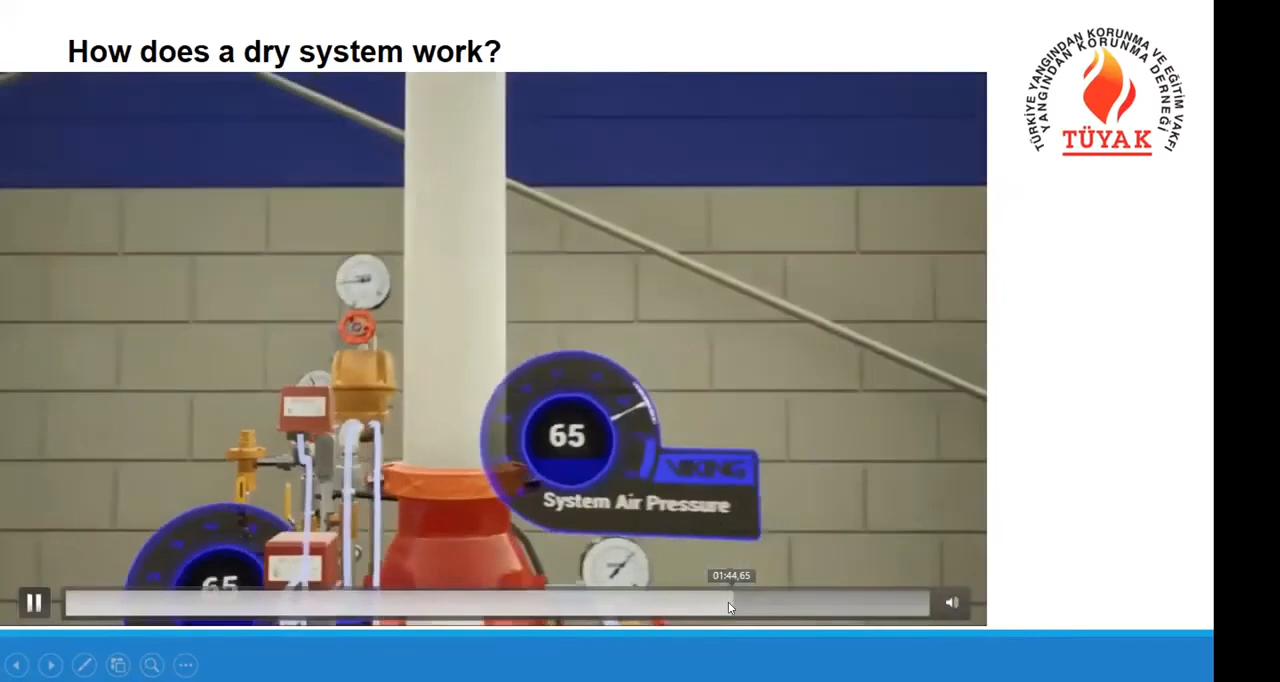 How does a dry system work?
TÜRKİYE YANGINDAN KORUNMA VE EĞİTİM VAKFI
YANGINDAN KORUNMA DERNEĞİ
TÜYAK
65
VIKING
System Air Pressure
65
01:44,65